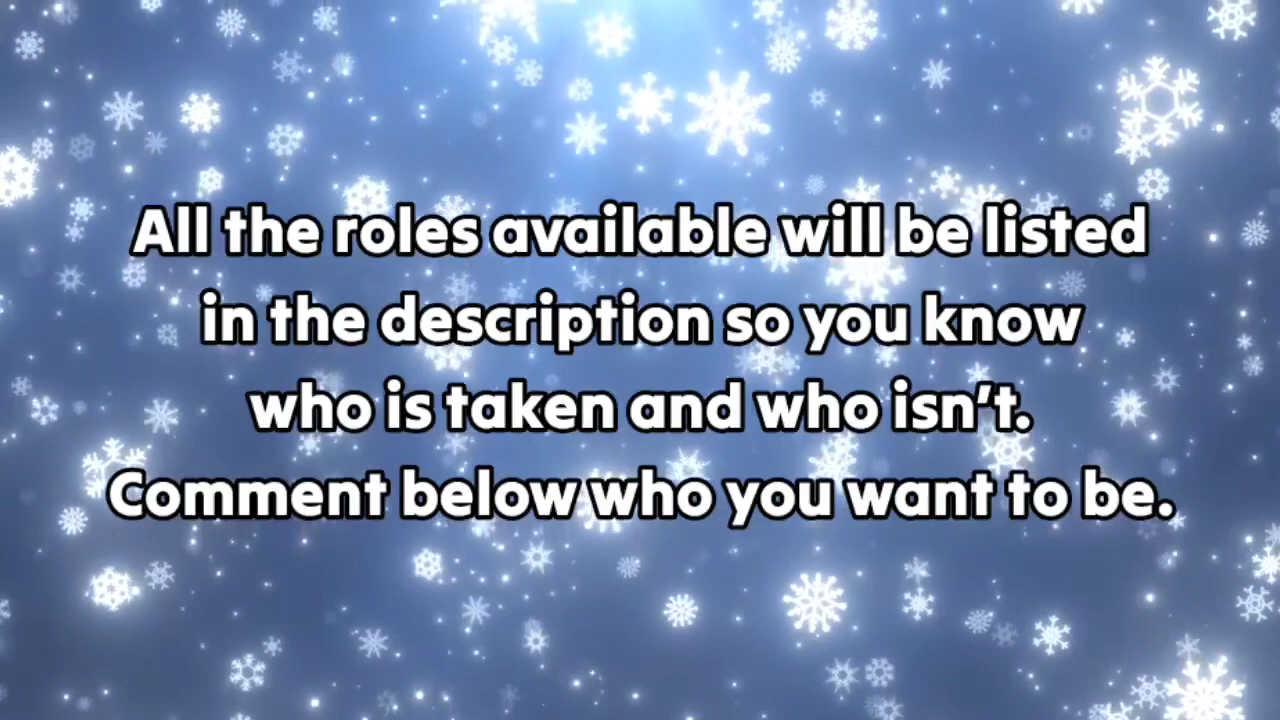 All the roles available will be listed
in the description so you know
who is taken and who isn't.
Comment below who you want to be.